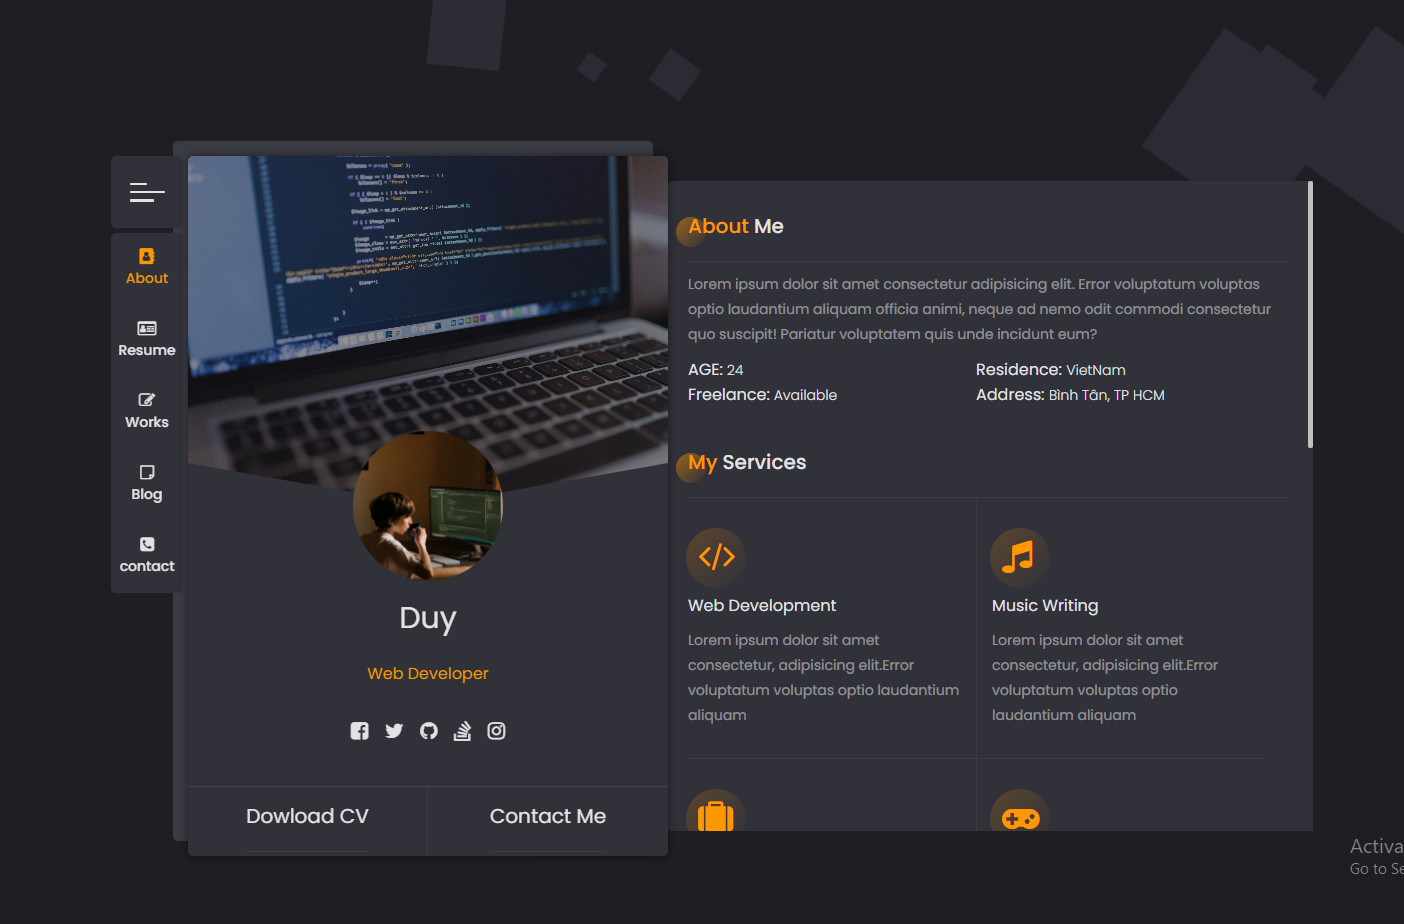 About
Resume
Works
Blog
contact
Duy
Web Developer
Dowload CV
Contact Me
About Me
Lorem ipsum dolor sit amet consectetur adipisicing elit. Error voluptatum voluptas
optio laudantium aliquam officia animi, neque ad nemo odit commodi consectetur
quo suscipit! Pariatur voluptatem quis unde incidunt eum?
AGE: 24
Residence: VietNam
Freelance: Available
Address: Bình Tân, TP HCM
My Services
Web Development
Lorem ipsum dolor sit amet
consectetur, adipisicing elit.Error
voluptatum voluptas optio laudantium
aliquam
Music Writing
Lorem ipsum dolor sit amet
consectetur, adipisicing elit.Error
voluptatum voluptas optio
laudantium aliquam
Activa
Go to Se